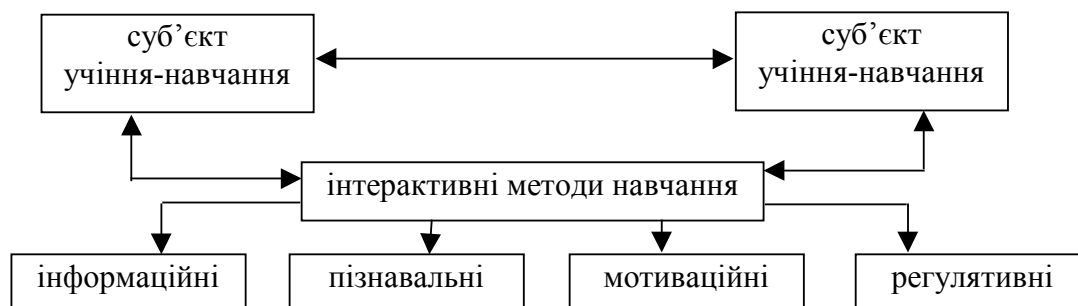 суб’єкт
учіння-навчання
суб’єкт
учіння-навчання
інтерактивні методи навчання
інформаційні
пізнавальні
мотиваційні
регулятивні